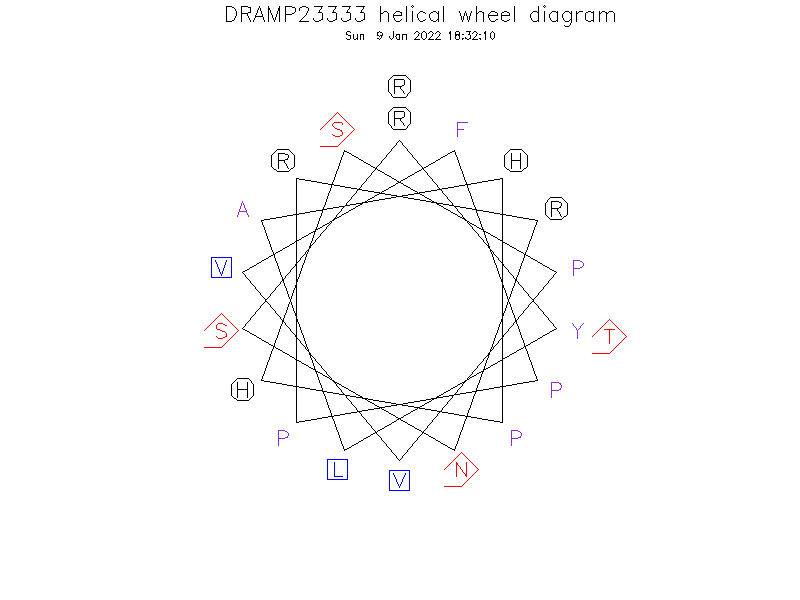 DRAMP23333 helical wheel diagram
Sun 9 Jan 2022 18:32:10
R
R
S F
R H
A R
V P
S Y T
H P
P P
L N
V